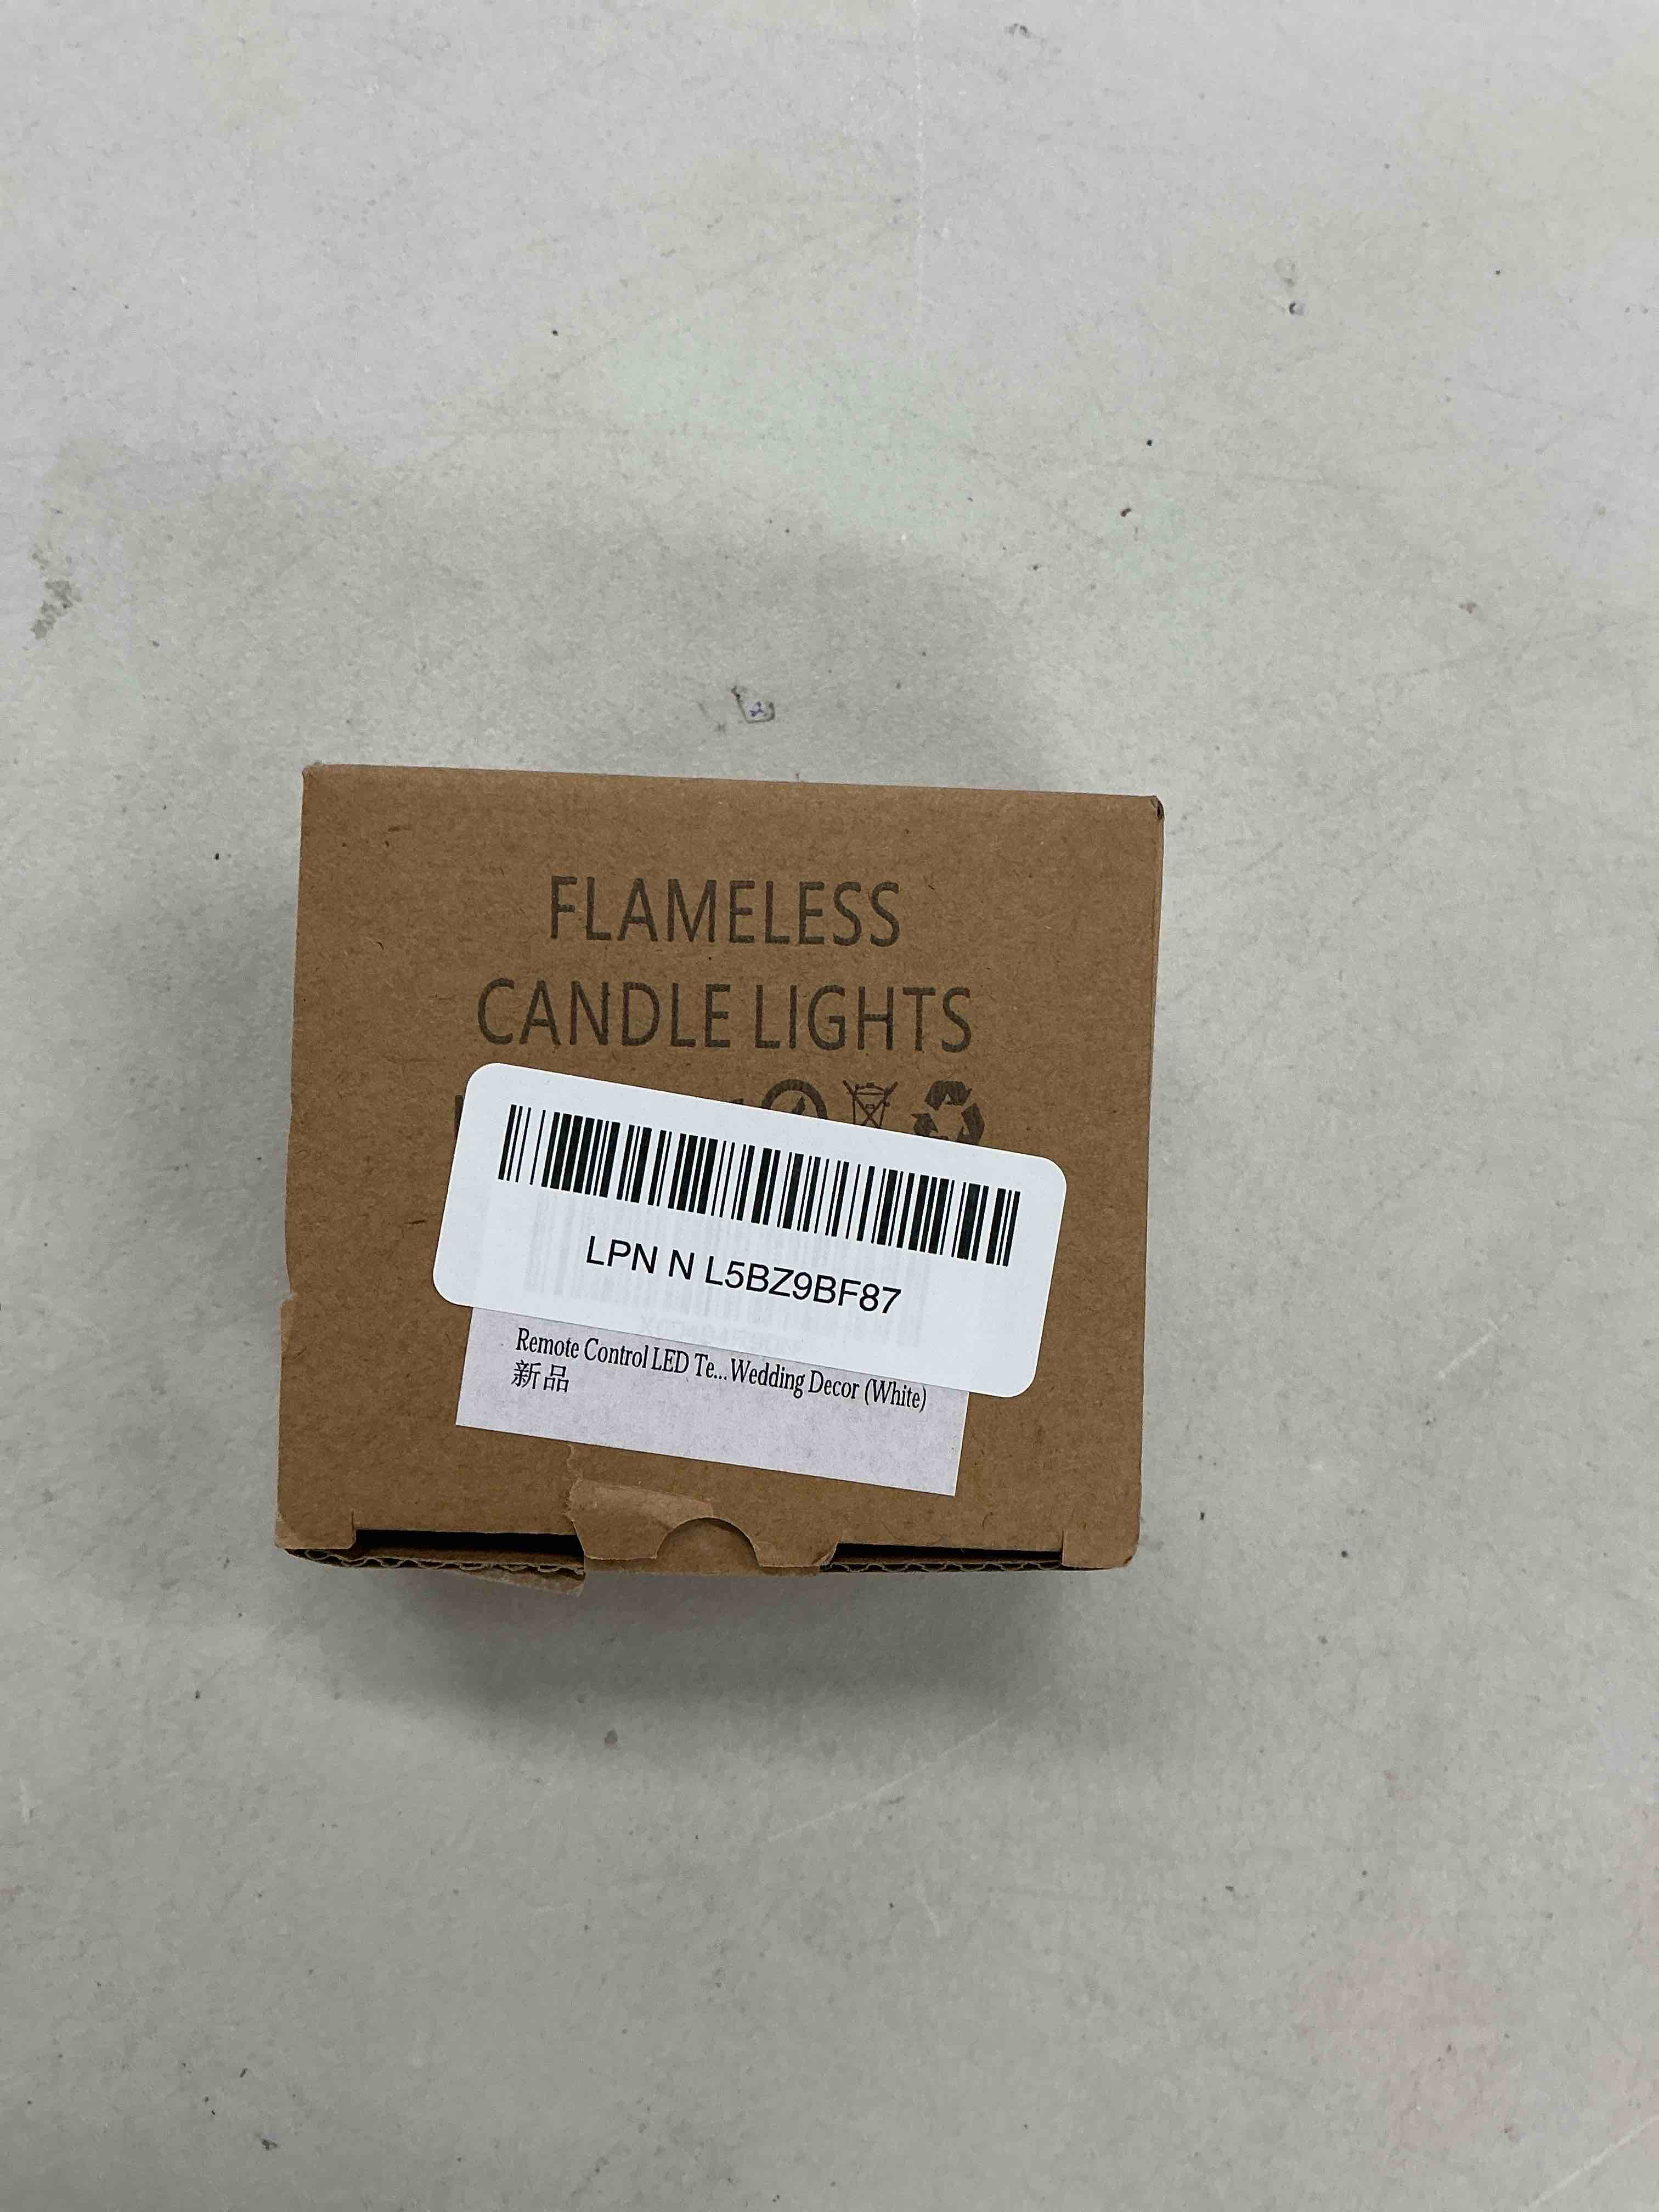 FLAMELESS
CANDLE LIGHTS
LPN N L5BZ9BF87
Remote Control LED Te...Wedding Decor (White)
新品